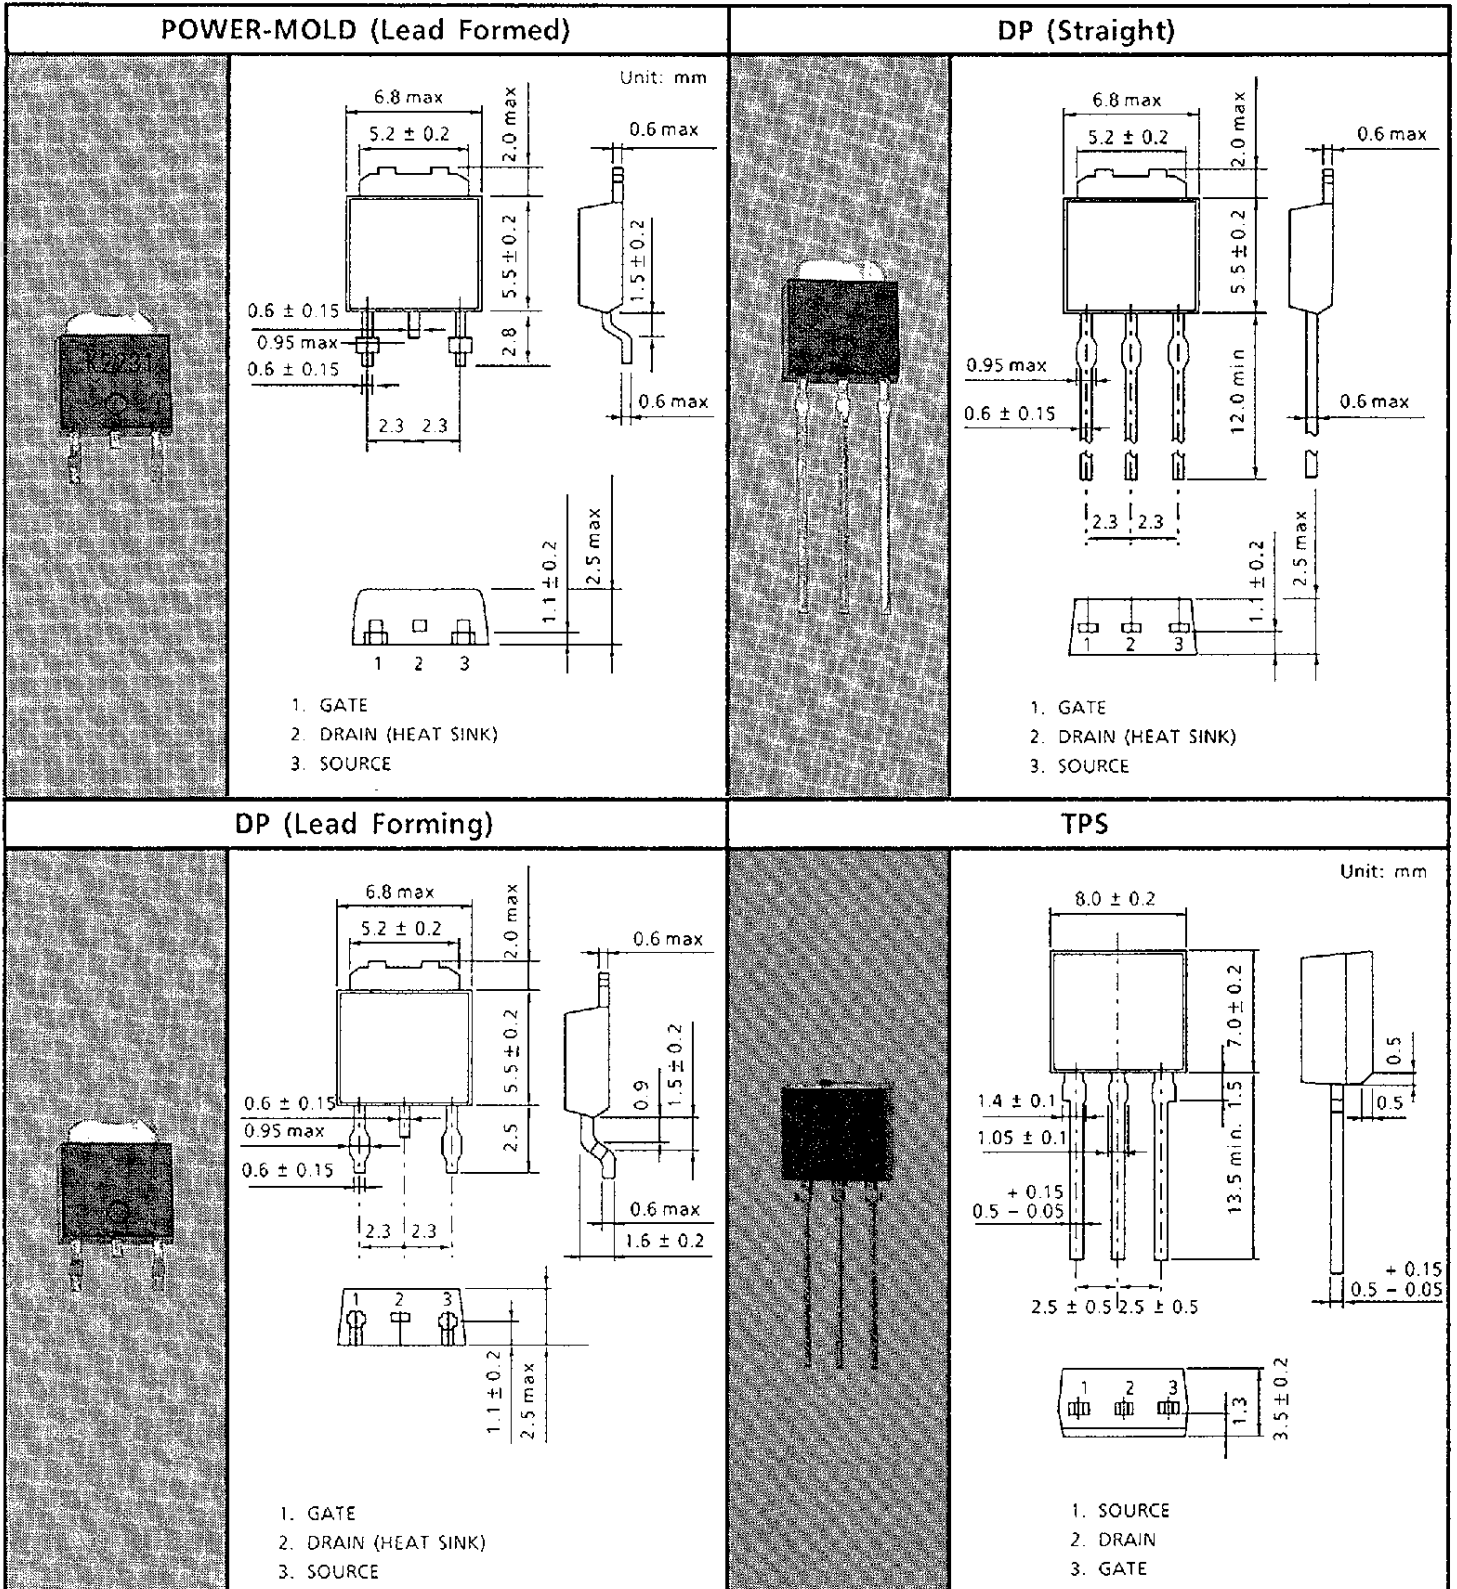 POWER-MOLD (Lead Formed)
Unit: mm
6.8 max
5.2 ± 0.2
2.0 max
0.6 max
5.5 ± 0.2
1.5 ± 0.2
0.6 ± 0.15
0.95 max
0.6 ± 0.15
2.8
0.6 max
2.3 2.3
1.1 ± 0.2
2.5 max
1 2 3
1. GATE
2. DRAIN (HEAT SINK)
3. SOURCE
DP (Straight)
6.8 max
5.2 ± 0.2
2.0 max
0.6 max
5.5 ± 0.2
0.95 max
0.6 ± 0.15
12.0 min
0.6 max
2.3 2.3
1.1 ± 0.2
2.5 max
1 2 3
1. GATE
2. DRAIN (HEAT SINK)
3. SOURCE
DP (Lead Forming)
6.8 max
5.2 ± 0.2
2.0 max
0.6 max
5.5 ± 0.2
0.9
1.5 ± 0.2
0.6 ± 0.15
0.95 max
0.6 ± 0.15
2.5
2.3 2.3
0.6 max
1.6 ± 0.2
1 2 3
1.1 ± 0.2
2.5 max
1. GATE
2. DRAIN (HEAT SINK)
3. SOURCE
TPS
Unit: mm
8.0 ± 0.2
7.0 ± 0.2
0.5
0.5
1.4 ± 0.1
1.5
1.05 ± 0.1
13.5 min.
+ 0.15
0.5 – 0.05
+ 0.15
0.5 – 0.05
2.5 ± 0.5 2.5 ± 0.5
1 2 3
1.3
3.5 ± 0.2
1. SOURCE
2. DRAIN
3. GATE